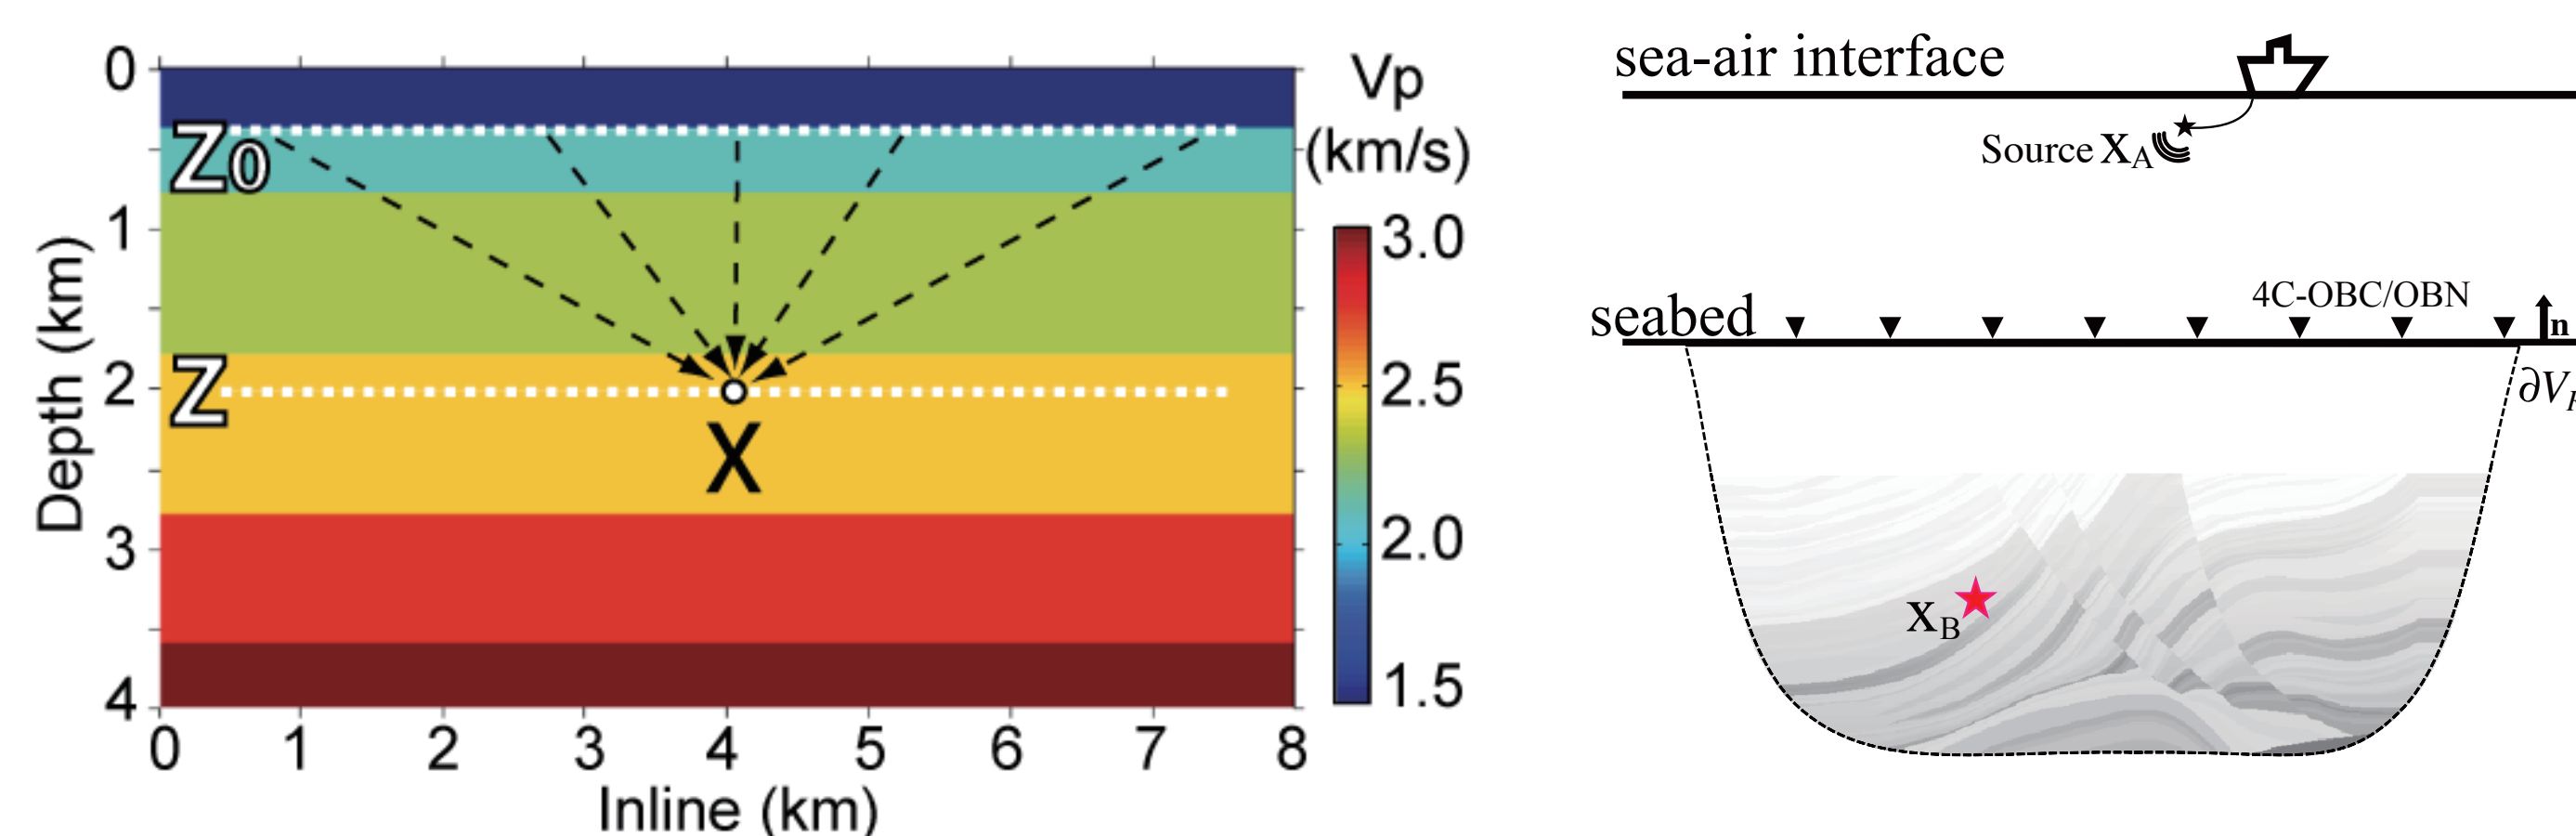 0
1
2
3
4
Depth (km)
Z0
Z
X
0 1 2 3 4 5 6 7 8
Inline (km)
Vp
(km/s)
3.0
2.5
2.0
1.5
sea-air interface
Source XA
seabed
4C-OBC/OBN
n
∂V
XB